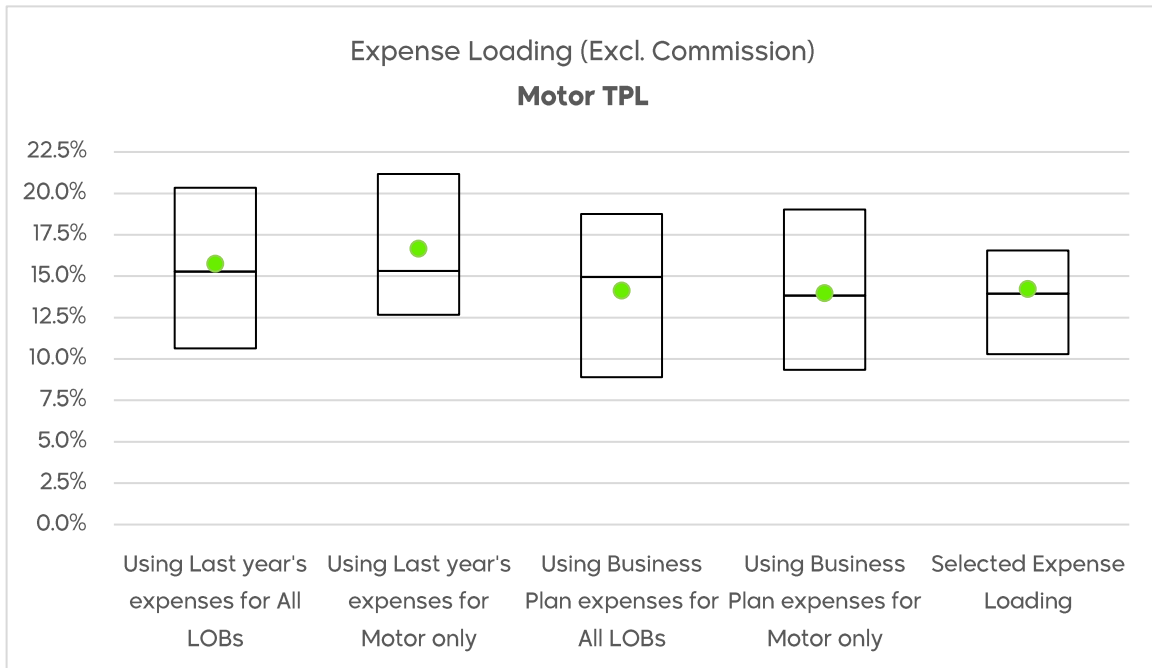 Expense Loading (Excl. Commission)
Motor TPL
22.5%
20.0%
17.5%
15.0%
12.5%
10.0%
7.5%
5.0%
2.5%
0.0%
Using Last year's
expenses for All
LOBs
Using Last year's
expenses for
Motor only
Using Business
Plan expenses for
All LOBs
Using Business
Plan expenses for
Motor only
Selected Expense
Loading